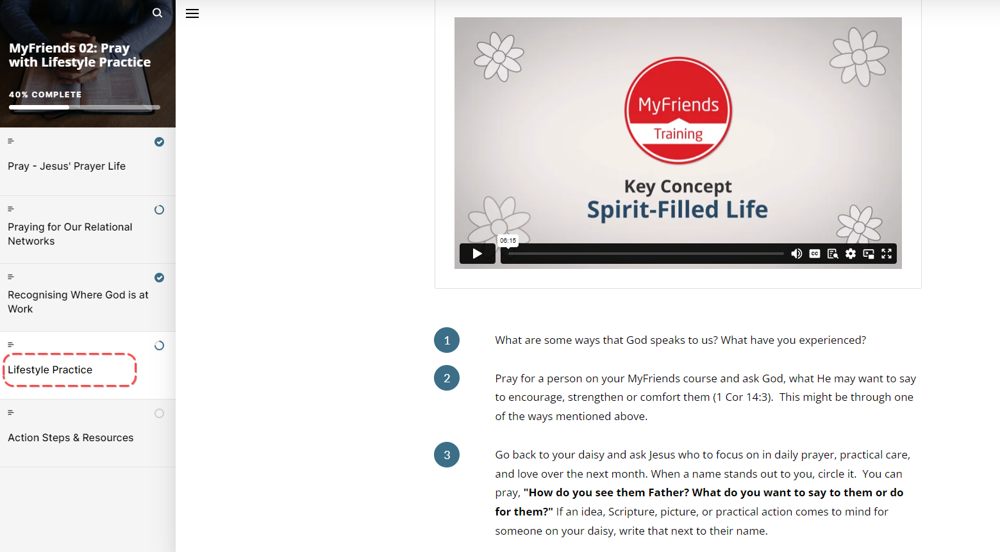 MyFriends 02: Pray
with Lifestyle Practice
40% COMPLETE
Pray - Jesus' Prayer Life
Praying for Our Relational
Networks
Recognising Where God is at
Work
Lifestyle Practice
Action Steps & Resources
MyFriends
Training
Key Concept
Spirit-Filled Life
06:15
CC
1
What are some ways that God speaks to us? What have you experienced?
2
Pray for a person on your MyFriends course and ask God, what He may want to say
to encourage, strengthen or comfort them (1 Cor 14:3).  This might be through one
of the ways mentioned above.
3
Go back to your daisy and ask Jesus who to focus on in daily prayer, practical care,
and love over the next month. When a name stands out to you, circle it.  You can
pray, "How do you see them Father? What do you want to say to them or do
for them?" If an idea, Scripture, picture, or practical action comes to mind for
someone on your daisy, write that next to their name.